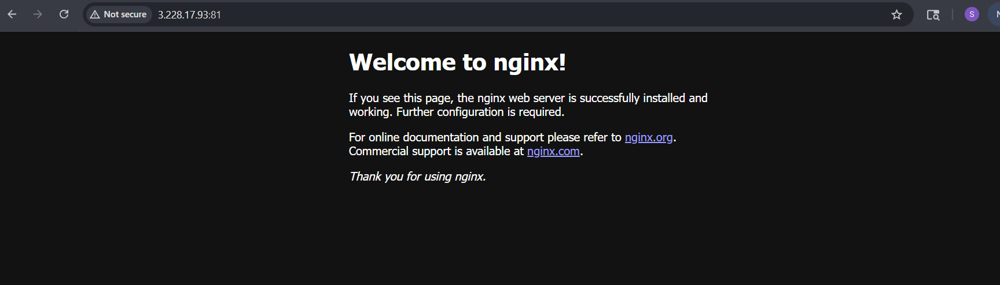 Not secure 3.228.17.93:81
S
N
Welcome to nginx!
If you see this page, the nginx web server is successfully installed and
working. Further configuration is required.
For online documentation and support please refer to nginx.org.
Commercial support is available at nginx.com.
Thank you for using nginx.